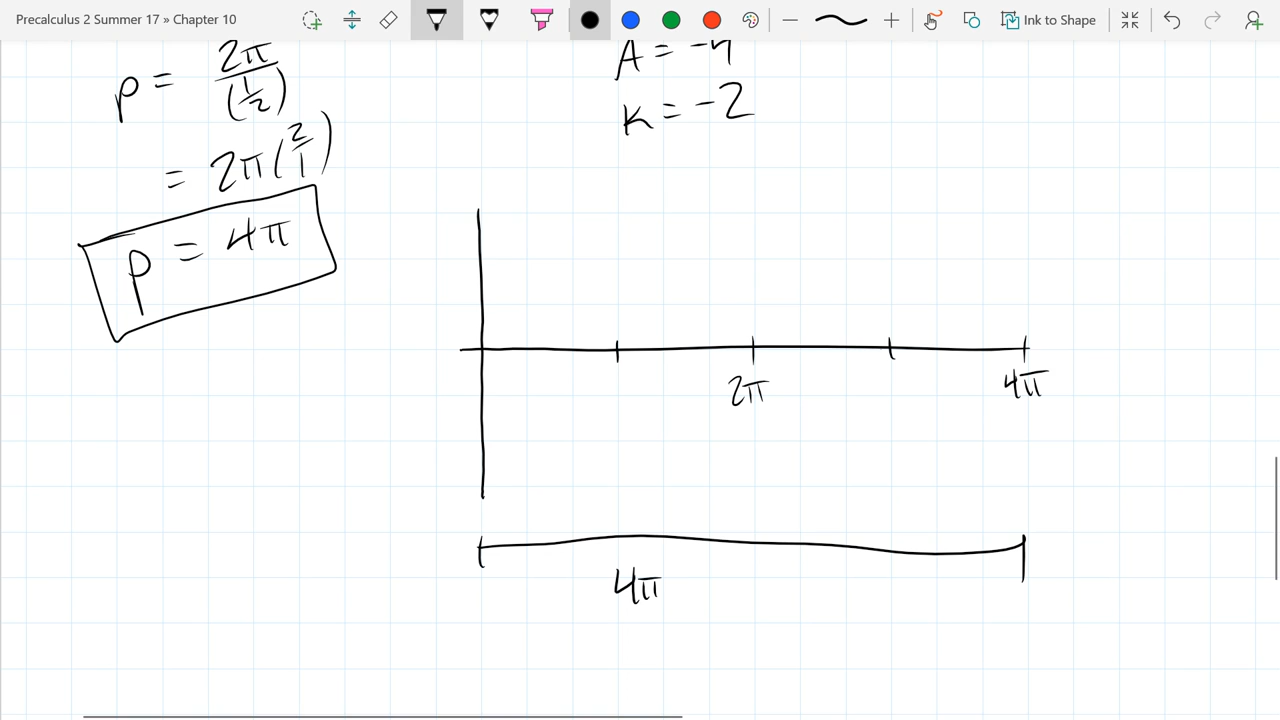 Precalculus 2 Summer 17 » Chapter 10
Ink to Shape
p = 2π/(1/2)
= 2π(2/1)
p = 4π
A = -4
K = -2
2π
4π
4π